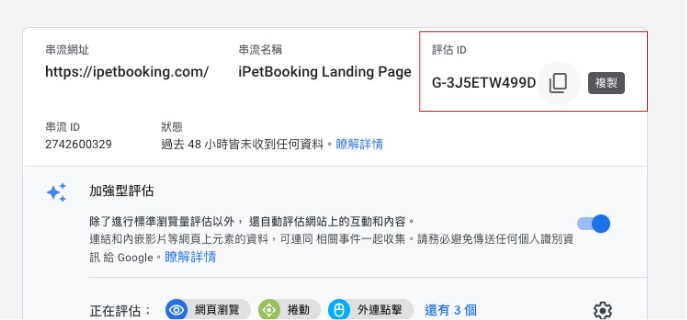 串流網址 串流名稱 評估 ID
https://ipetbooking.com/ iPetBooking Landing Page G-3J5ETW499D 複製
串流 ID 狀態
2742600329 過去 48 小時皆未收到任何資料。瞭解詳情
加強型評估
除了進行標準瀏覽量評估以外, 還自動評估網站上的互動和內容。
連結和內嵌影片等網頁上元素的資料,可連同 相關事件一起收集。請務必避免傳送任何個人識別資
訊 給 Google。瞭解詳情
正在評估: 網頁瀏覽 捲動 外連點擊 還有 3 個